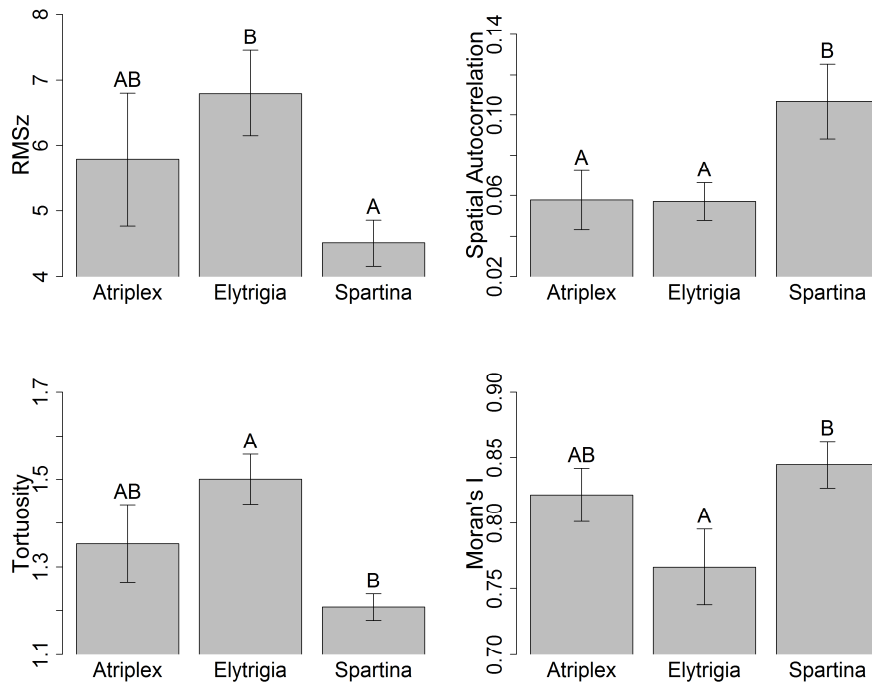 RMSz
8
7
6
5
4
AB
B
A
Atriplex Elytrigia Spartina
Spatial Autocorrelation
0.14
0.10
0.06
0.02
A
A
B
Atriplex Elytrigia Spartina
Tortuosity
1.7
1.5
1.3
1.1
AB
A
B
Atriplex Elytrigia Spartina
Moran's I
0.90
0.85
0.80
0.75
0.70
AB
A
B
Atriplex Elytrigia Spartina